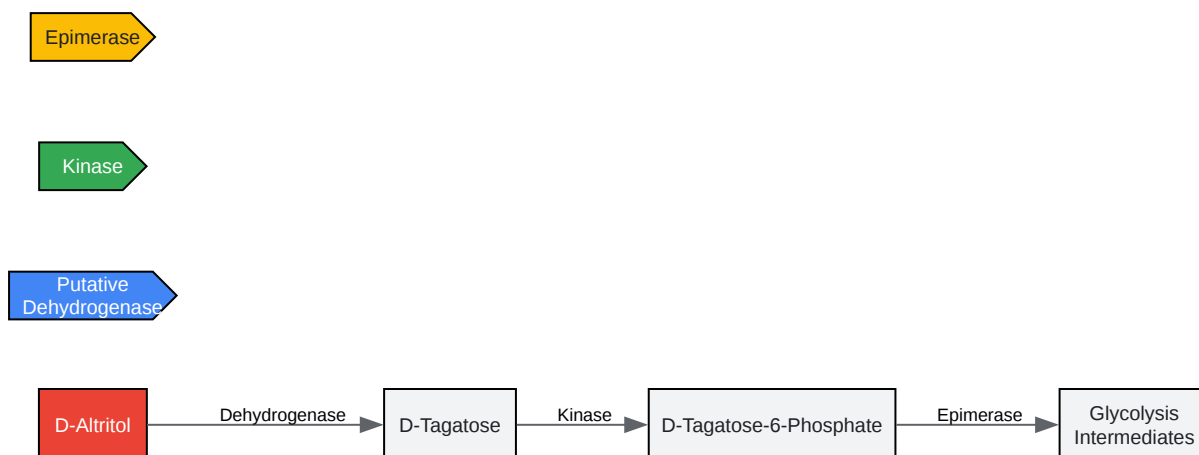 Epimerase
Kinase
Putative
Dehydrogenase
D-Altritol
Dehydrogenase
D-Tagatose
Kinase
D-Tagatose-6-Phosphate
Epimerase
Glycolysis
Intermediates